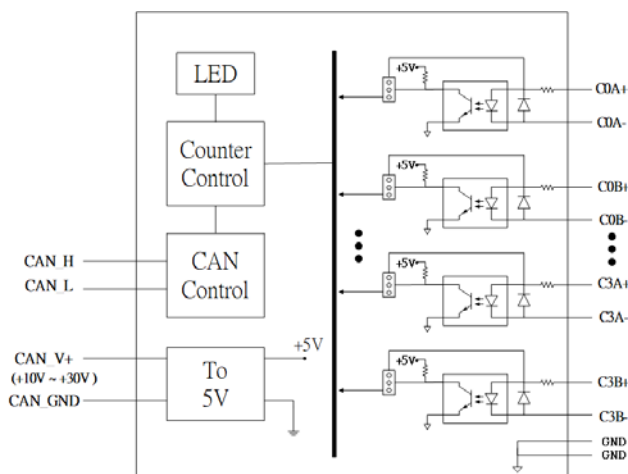 LED
Counter
Control
CAN
Control
CAN_H
CAN_L
CAN_V+
(+10V ~ +30V)
CAN_GND
To
5V
+5V
+5V
C0A+
C0A-
+5V
C0B+
C0B-
+5V
C3A+
C3A-
+5V
C3B+
C3B-
GND
GND